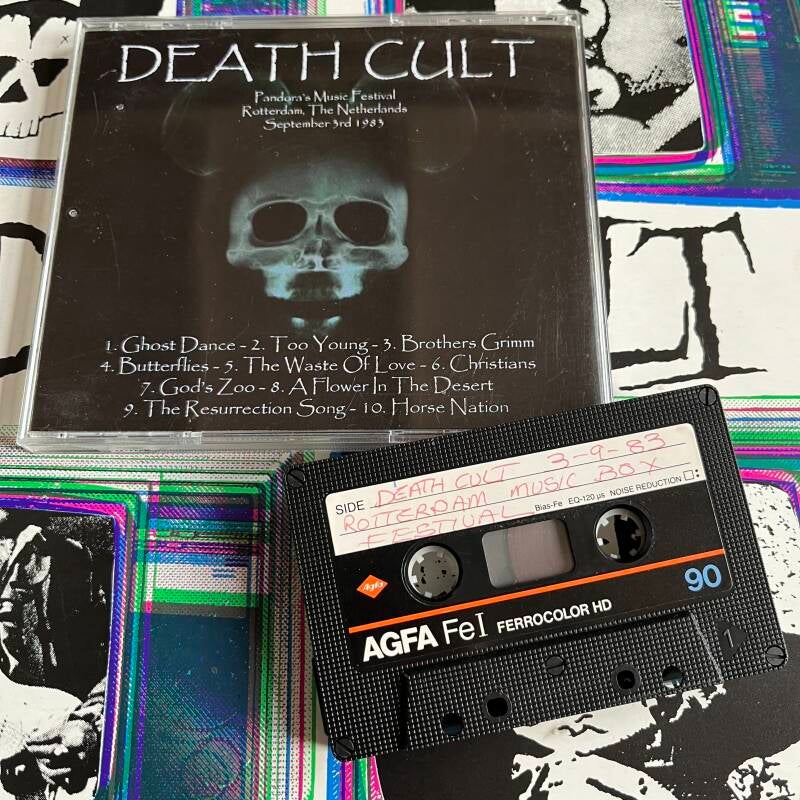 DEATH CULT
Pandora's Music Festival
Rotterdam, The Netherlands
September 3rd 1983
1. Ghost Dance - 2. Too Young - 3. Brothers Grimm
4. Butterflies - 5. The Waste Of Love - 6. Christians
7. God's Zoo - 8. A Flower In The Desert
9. The Resurrection Song - 10. Horse Nation
SIDE DEATH CULT 3-9-83
ROTTERDAM MUSIC BOX
Bias-Fe EQ-120 µs NOISE REDUCTION
FESTIVAL
Agfa
90
AGFA FeI FERROCOLOR HD
1